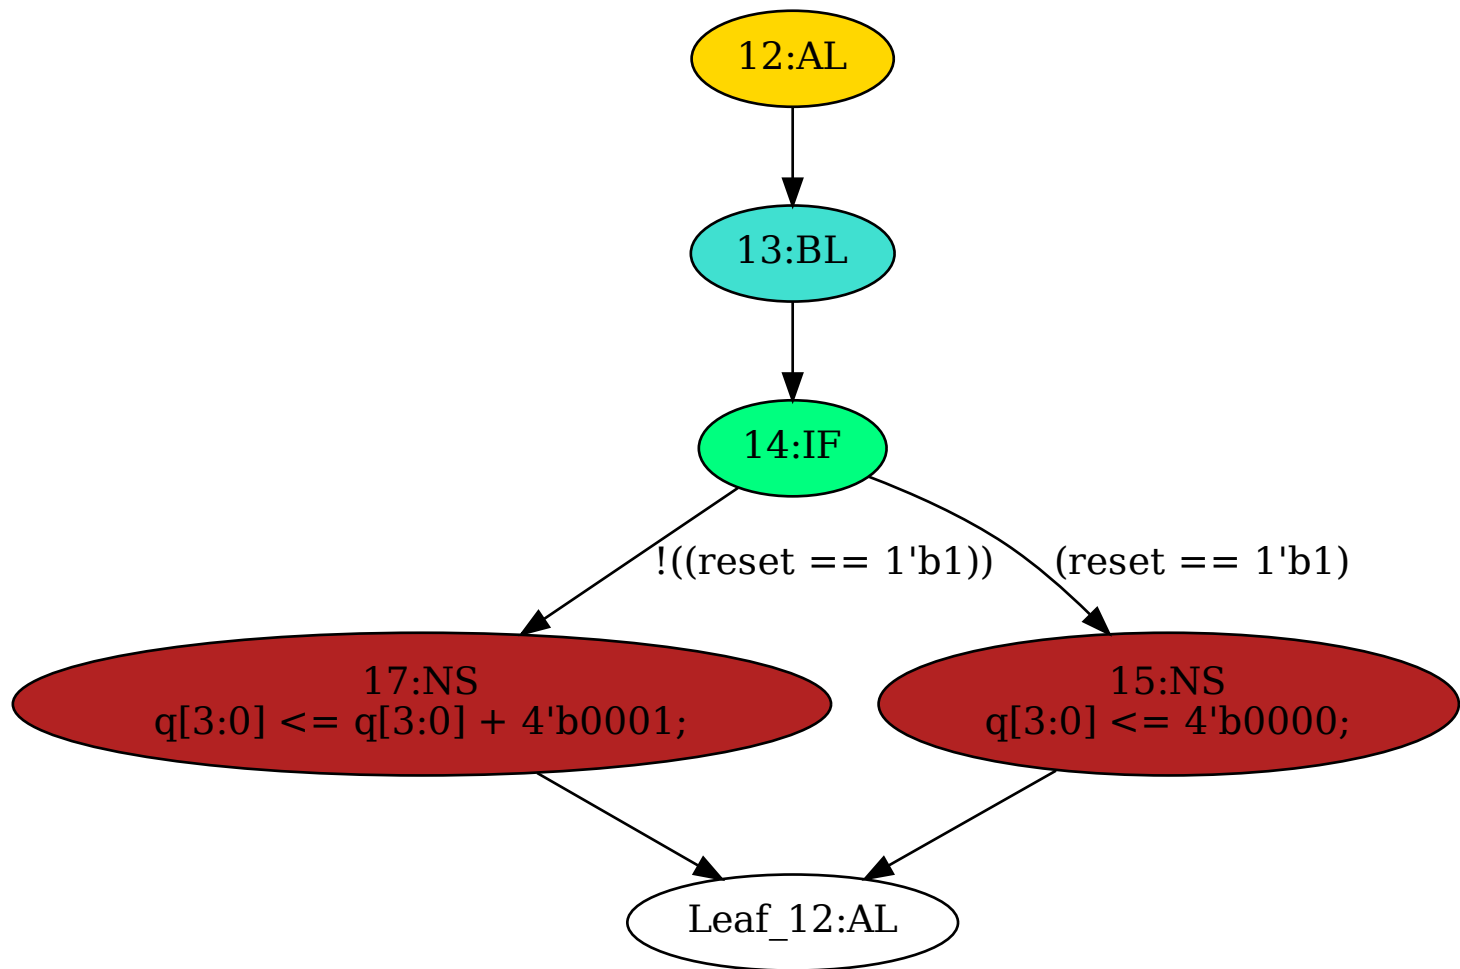 12:AL
13:BL
14:IF
!((reset == 1'b1))
(reset == 1'b1)
17:NS
q[3:0] <= q[3:0] + 4'b0001;
15:NS
q[3:0] <= 4'b0000;
Leaf_12:AL